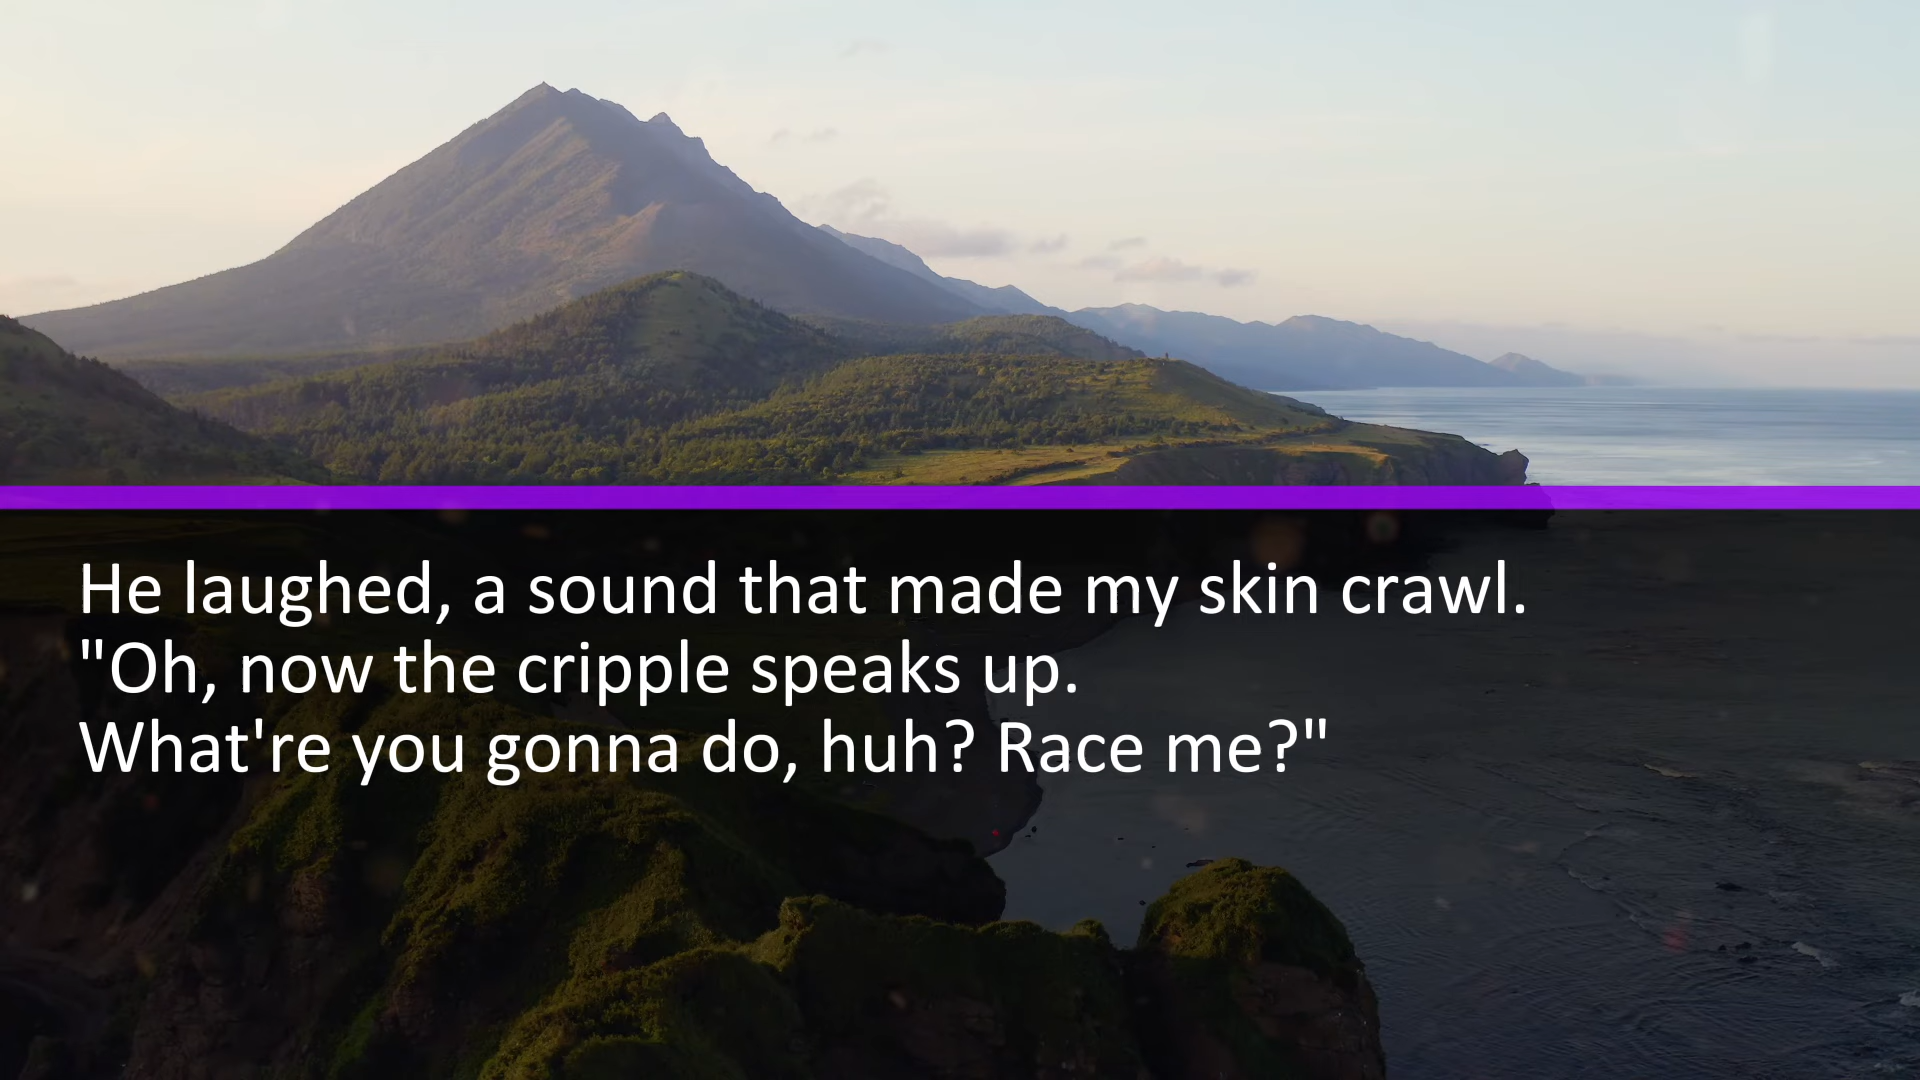 He laughed, a sound that made my skin crawl.
"Oh, now the cripple speaks up.
What're you gonna do, huh? Race me?"